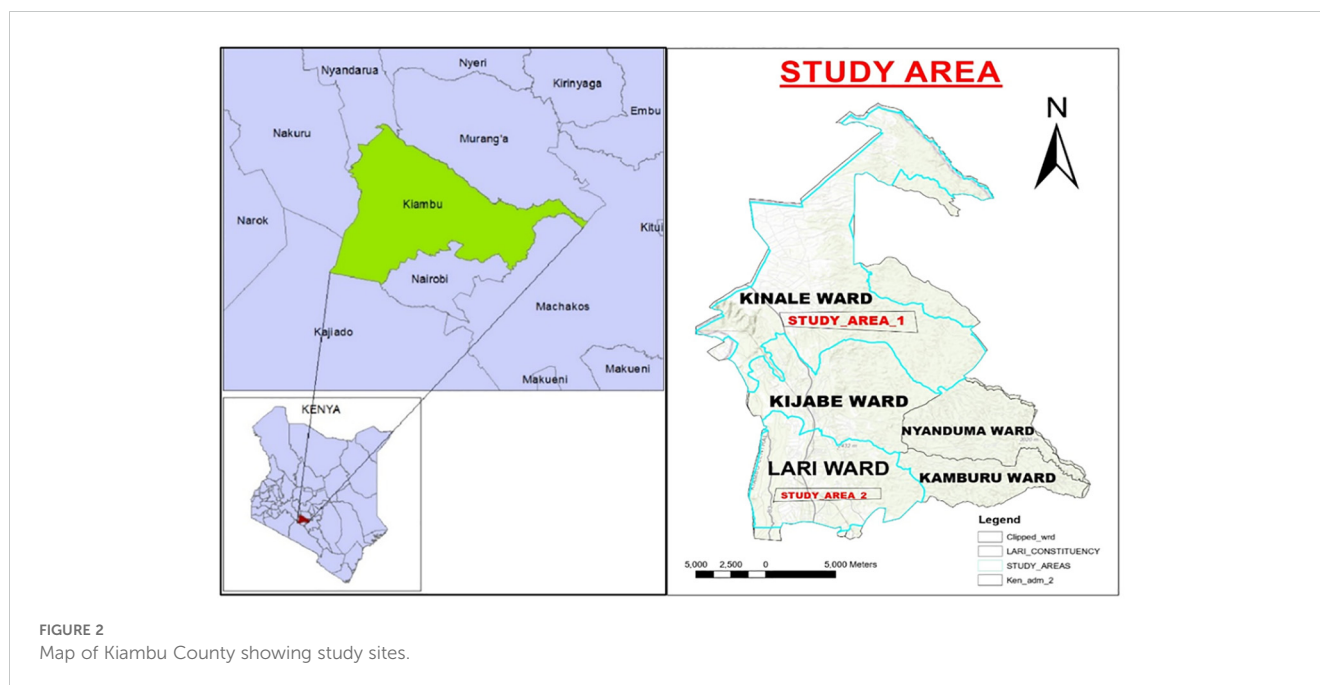 Nyandarua
Nyeri
Kirinyaga
Embu
Nakuru
Murang'a
Kiambu
Narok
Kitui
Nairobi
Machakos
Kajiado
Makueni
Makueni
KENYA
STUDY AREA
N
KINALE WARD
STUDY_AREA_1
KIJABE WARD
NYANDUMA WARD
LARI WARD
KAMBURU WARD
STUDY_AREA_2
Legend
Clipped_wrd
LARI_CONSTITUENCY
STUDY_AREAS
Ken_adm_2
5,000 2,500 0 5,000 Meters
FIGURE 2
Map of Kiambu County showing study sites.